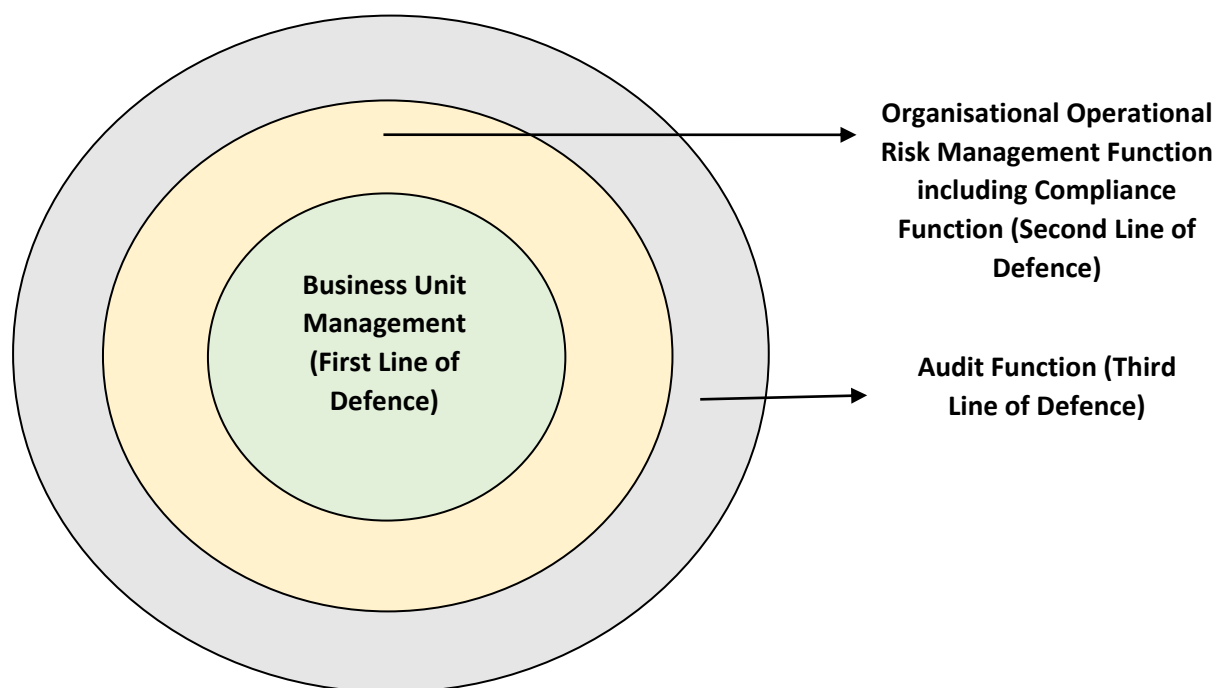 Business Unit
Management
(First Line of
Defence)
Organisational Operational
Risk Management Function
including Compliance
Function (Second Line of
Defence)
Audit Function (Third
Line of Defence)